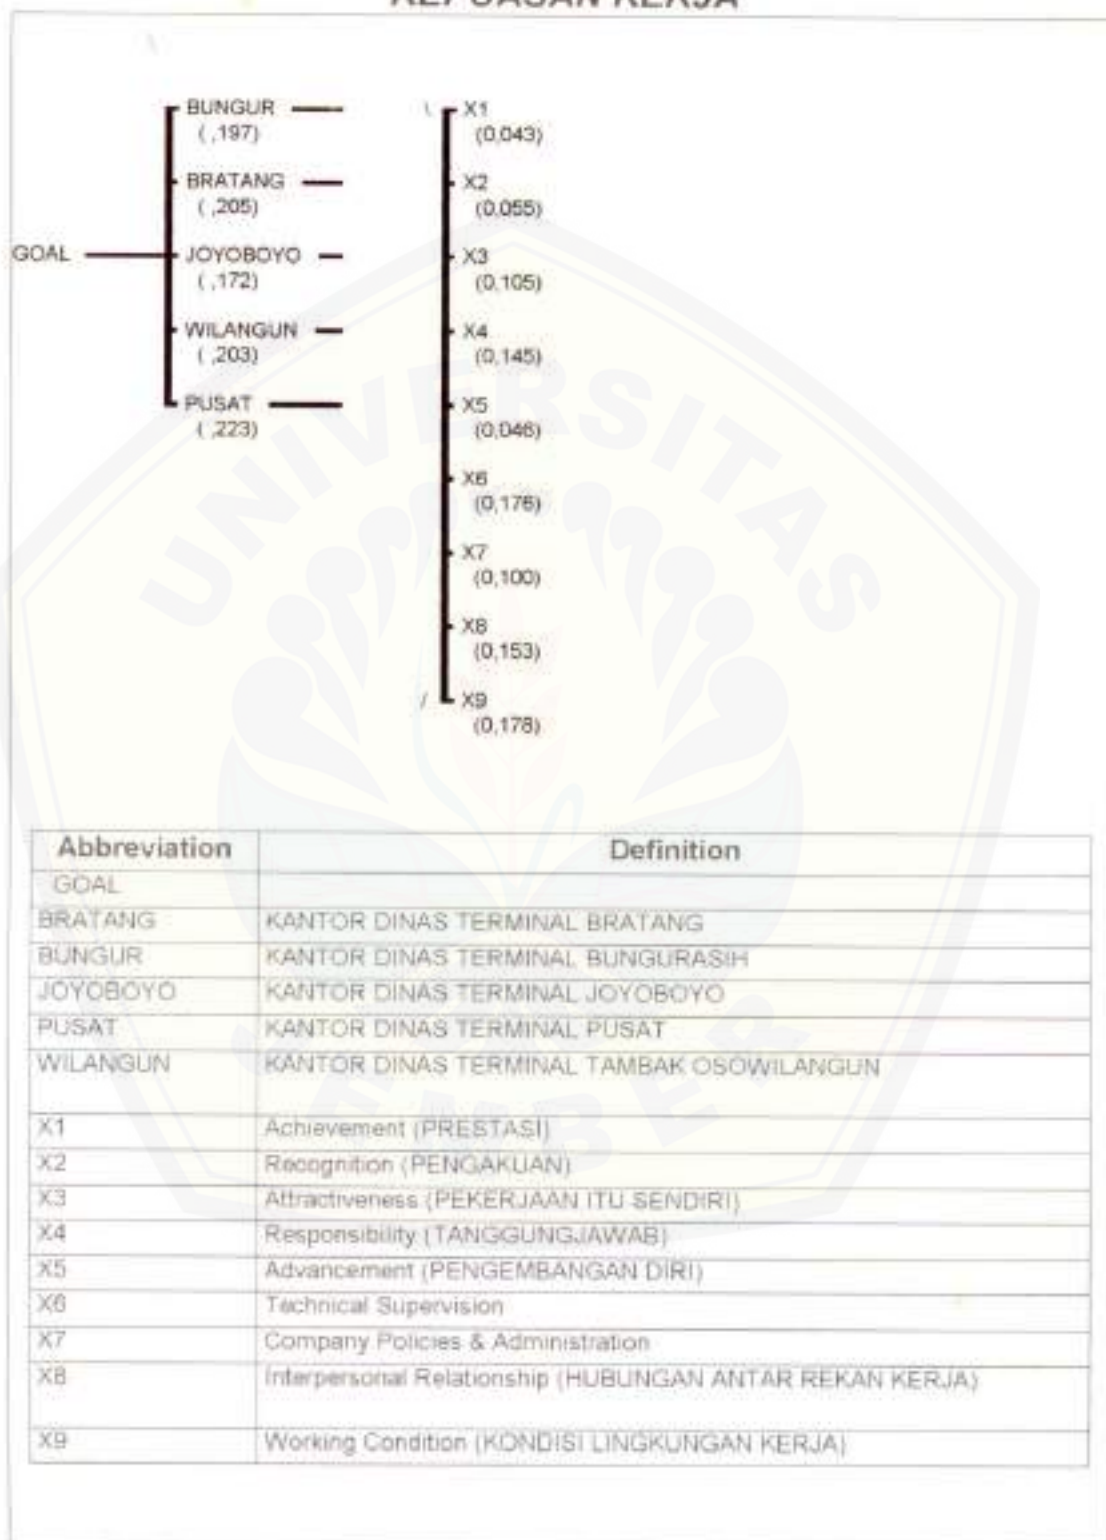 KEPUASAN KERJA
GOAL
BUNGUR
( ,197)
BRATANG
( ,205)
JOYOBOYO
( ,172)
WILANGUN
( ,203)
PUSAT
( ,223)
X1
(0,043)
X2
(0,055)
X3
(0,105)
X4
(0,145)
X5
(0,046)
X6
(0,176)
X7
(0,100)
X8
(0,153)
X9
(0,178)
UNIVERSITAS
JEMBER
Abbreviation Definition
GOAL
BRATANG KANTOR DINAS TERMINAL BRATANG
BUNGUR KANTOR DINAS TERMINAL BUNGURASIH
JOYOBOYO KANTOR DINAS TERMINAL JOYOBOYO
PUSAT KANTOR DINAS TERMINAL PUSAT
WILANGUN KANTOR DINAS TERMINAL TAMBAK OSOWILANGUN
X1 Achievement (PRESTASI)
X2 Recognition (PENGAKUAN)
X3 Attractiveness (PEKERJAAN ITU SENDIRI)
X4 Responsibility (TANGGUNGJAWAB)
X5 Advancement (PENGEMBANGAN DIRI)
X6 Technical Supervision
X7 Company Policies & Administration
X8 Interpersonal Relationship (HUBUNGAN ANTAR REKAN KERJA)
X9 Working Condition (KONDISI LINGKUNGAN KERJA)